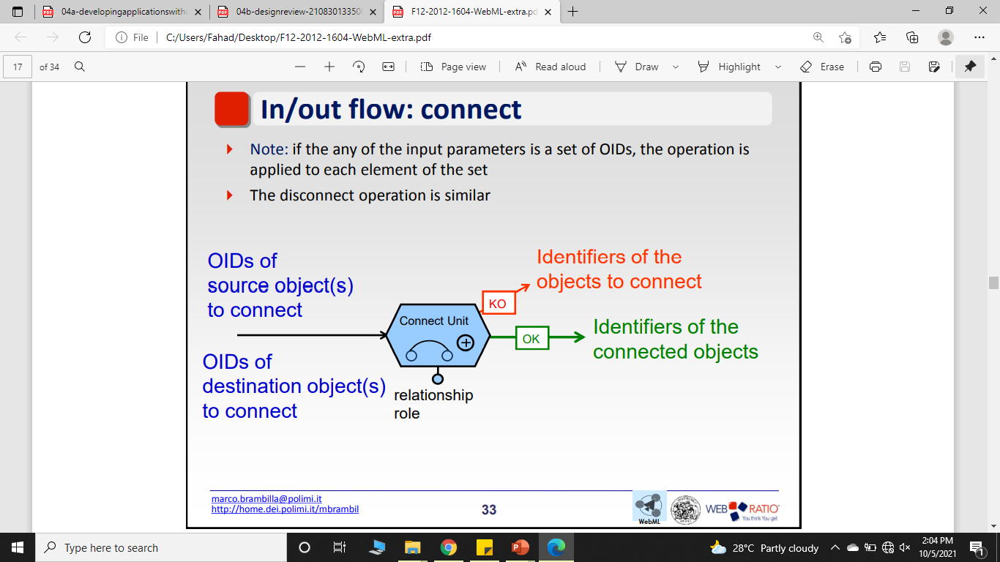 04a-developingapplicationswith
04b-designreview-210830133500
F12-2012-1604-WebML-extra.pd
File
C:/Users/Fahad/Desktop/F12-2012-1604-WebML-extra.pdf
17 of 34
Page view
Read aloud
Draw
Highlight
Erase
In/out flow: connect
Note: if the any of the input parameters is a set of OIDs, the operation is
applied to each element of the set
The disconnect operation is similar
OIDs of
source object(s)
to connect
Identifiers of the
objects to connect
KO
Connect Unit
OK
Identifiers of the
connected objects
OIDs of
destination object(s)
to connect
relationship
role
marco.brambilla@polimi.it
http://home.dei.polimi.it/mbrambil
33
WebML
WEB RATIO
You think You get
Type here to search
28°C Partly cloudy
2:04 PM
10/5/2021
1